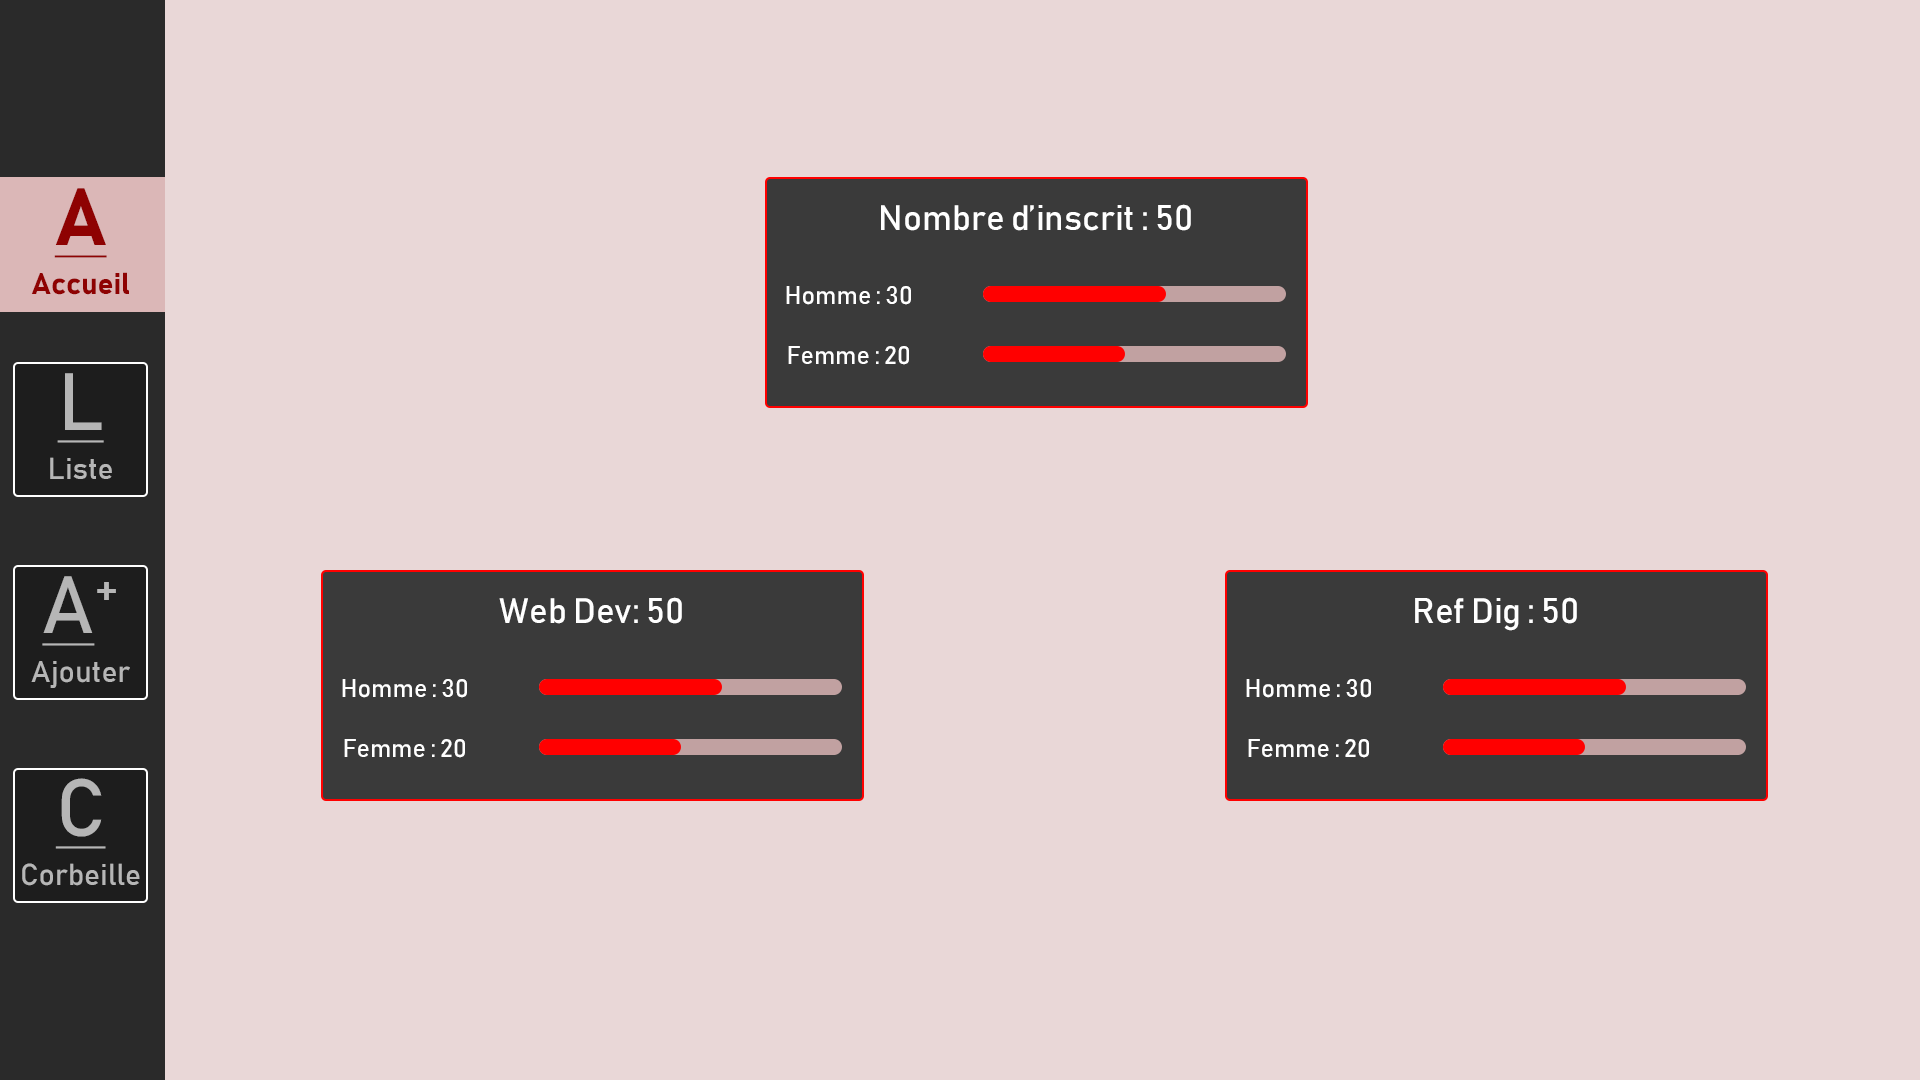 A
Accueil
L
Liste
A+
Ajouter
C
Corbeille
Nombre d’inscrit : 50
Homme : 30
Femme : 20
Web Dev: 50
Homme : 30
Femme : 20
Ref Dig : 50
Homme : 30
Femme : 20